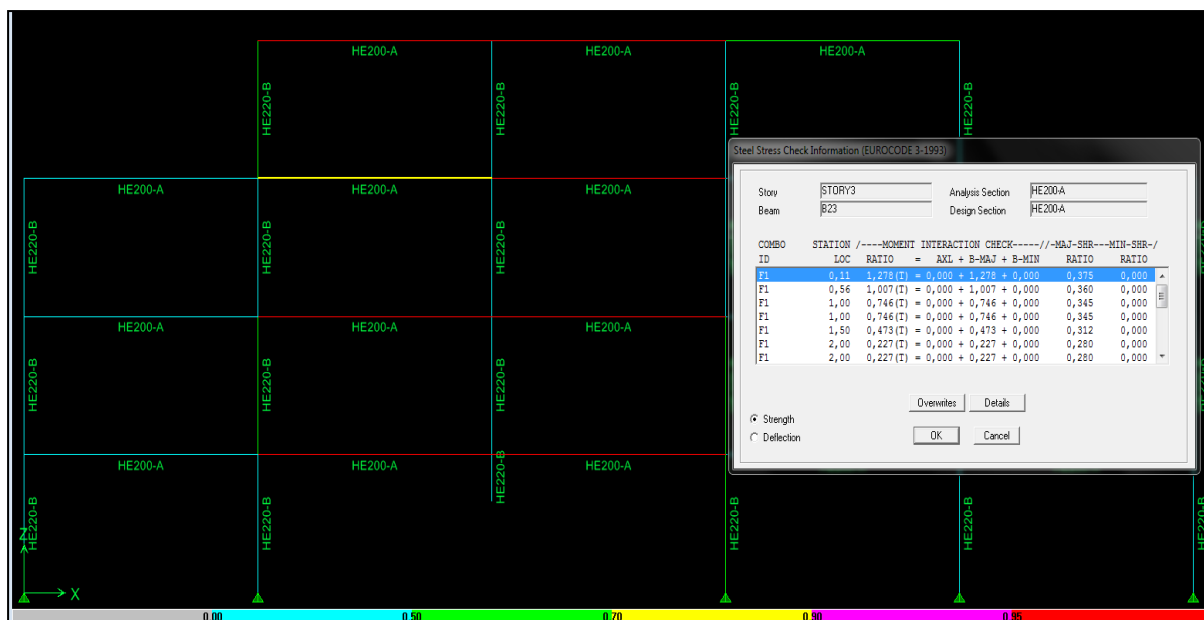 HE200-A HE200-A HE200-A
HE220-B HE220-B HE220-B HE220-B
Steel Stress Check Information (EUROCODE 3-1993)
Story STORY3 Analysis Section HE200-A
Beam B23 Design Section HE200-A
COMBO STATION /----MOMENT INTERACTION CHECK-----//-MAJ-SHR---MIN-SHR-/
ID LOC RATIO = AXL + B-MAJ + B-MIN RATIO RATIO
F1 0,11 1,278(T) = 0,000 + 1,278 + 0,000 0,375 0,000
F1 0,56 1,007(T) = 0,000 + 1,007 + 0,000 0,360 0,000
F1 1,00 0,746(T) = 0,000 + 0,746 + 0,000 0,345 0,000
F1 1,00 0,746(T) = 0,000 + 0,746 + 0,000 0,345 0,000
F1 1,50 0,473(T) = 0,000 + 0,473 + 0,000 0,312 0,000
F1 2,00 0,227(T) = 0,000 + 0,227 + 0,000 0,280 0,000
F1 2,00 0,227(T) = 0,000 + 0,227 + 0,000 0,280 0,000
Overwrites Details
Strength
Deflection
OK Cancel
HE200-A HE200-A HE200-A
HE220-B HE220-B HE220-B
HE200-A HE200-A HE200-A
HE220-B HE220-B HE220-B
HE200-A HE200-A HE200-A
HE220-B
HE220-B HE220-B HE220-B HE220-B HE220-B
Z
X
0.00 0.50 0.70 0.90 0.95